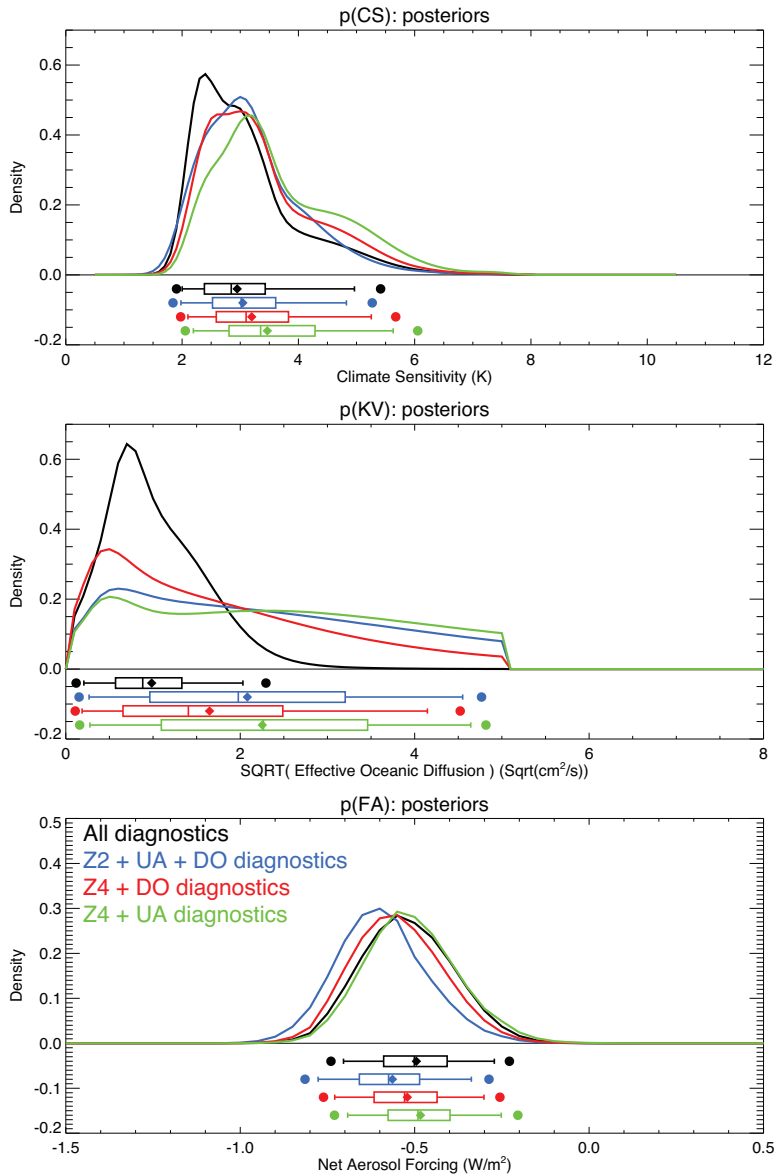 p(CS): posteriors
0.6
0.4
0.2
0.0
-0.2
Density
0 2 4 6 8 10 12
Climate Sensitivity (K)
p(KV): posteriors
0.6
0.4
0.2
0.0
-0.2
Density
0 2 4 6 8
SQRT( Effective Oceanic Diffusion ) (Sqrt(cm²/s))
p(FA): posteriors
0.5
0.4
0.3
0.2
0.1
0.0
-0.1
-0.2
Density
All diagnostics
Z2 + UA + DO diagnostics
Z4 + DO diagnostics
Z4 + UA diagnostics
-1.5 -1.0 -0.5 0.0 0.5
Net Aerosol Forcing (W/m²)